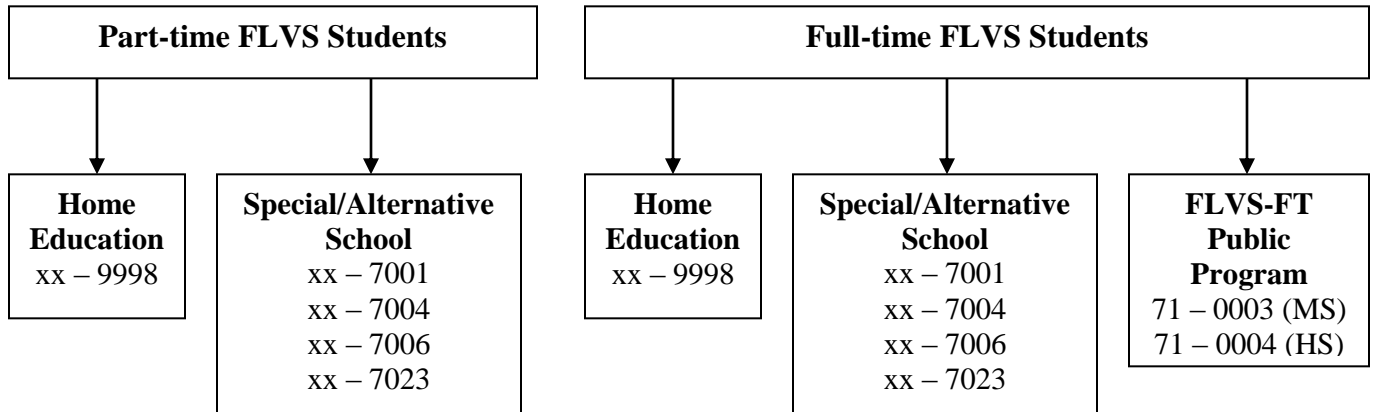 Part-time FLVS Students
Full-time FLVS Students
Home
Education
xx – 9998
Special/Alternative
School
xx – 7001
xx – 7004
xx – 7006
xx – 7023
Home
Education
xx – 9998
Special/Alternative
School
xx – 7001
xx – 7004
xx – 7006
xx – 7023
FLVS-FT
Public
Program
71 – 0003 (MS)
71 – 0004 (HS)